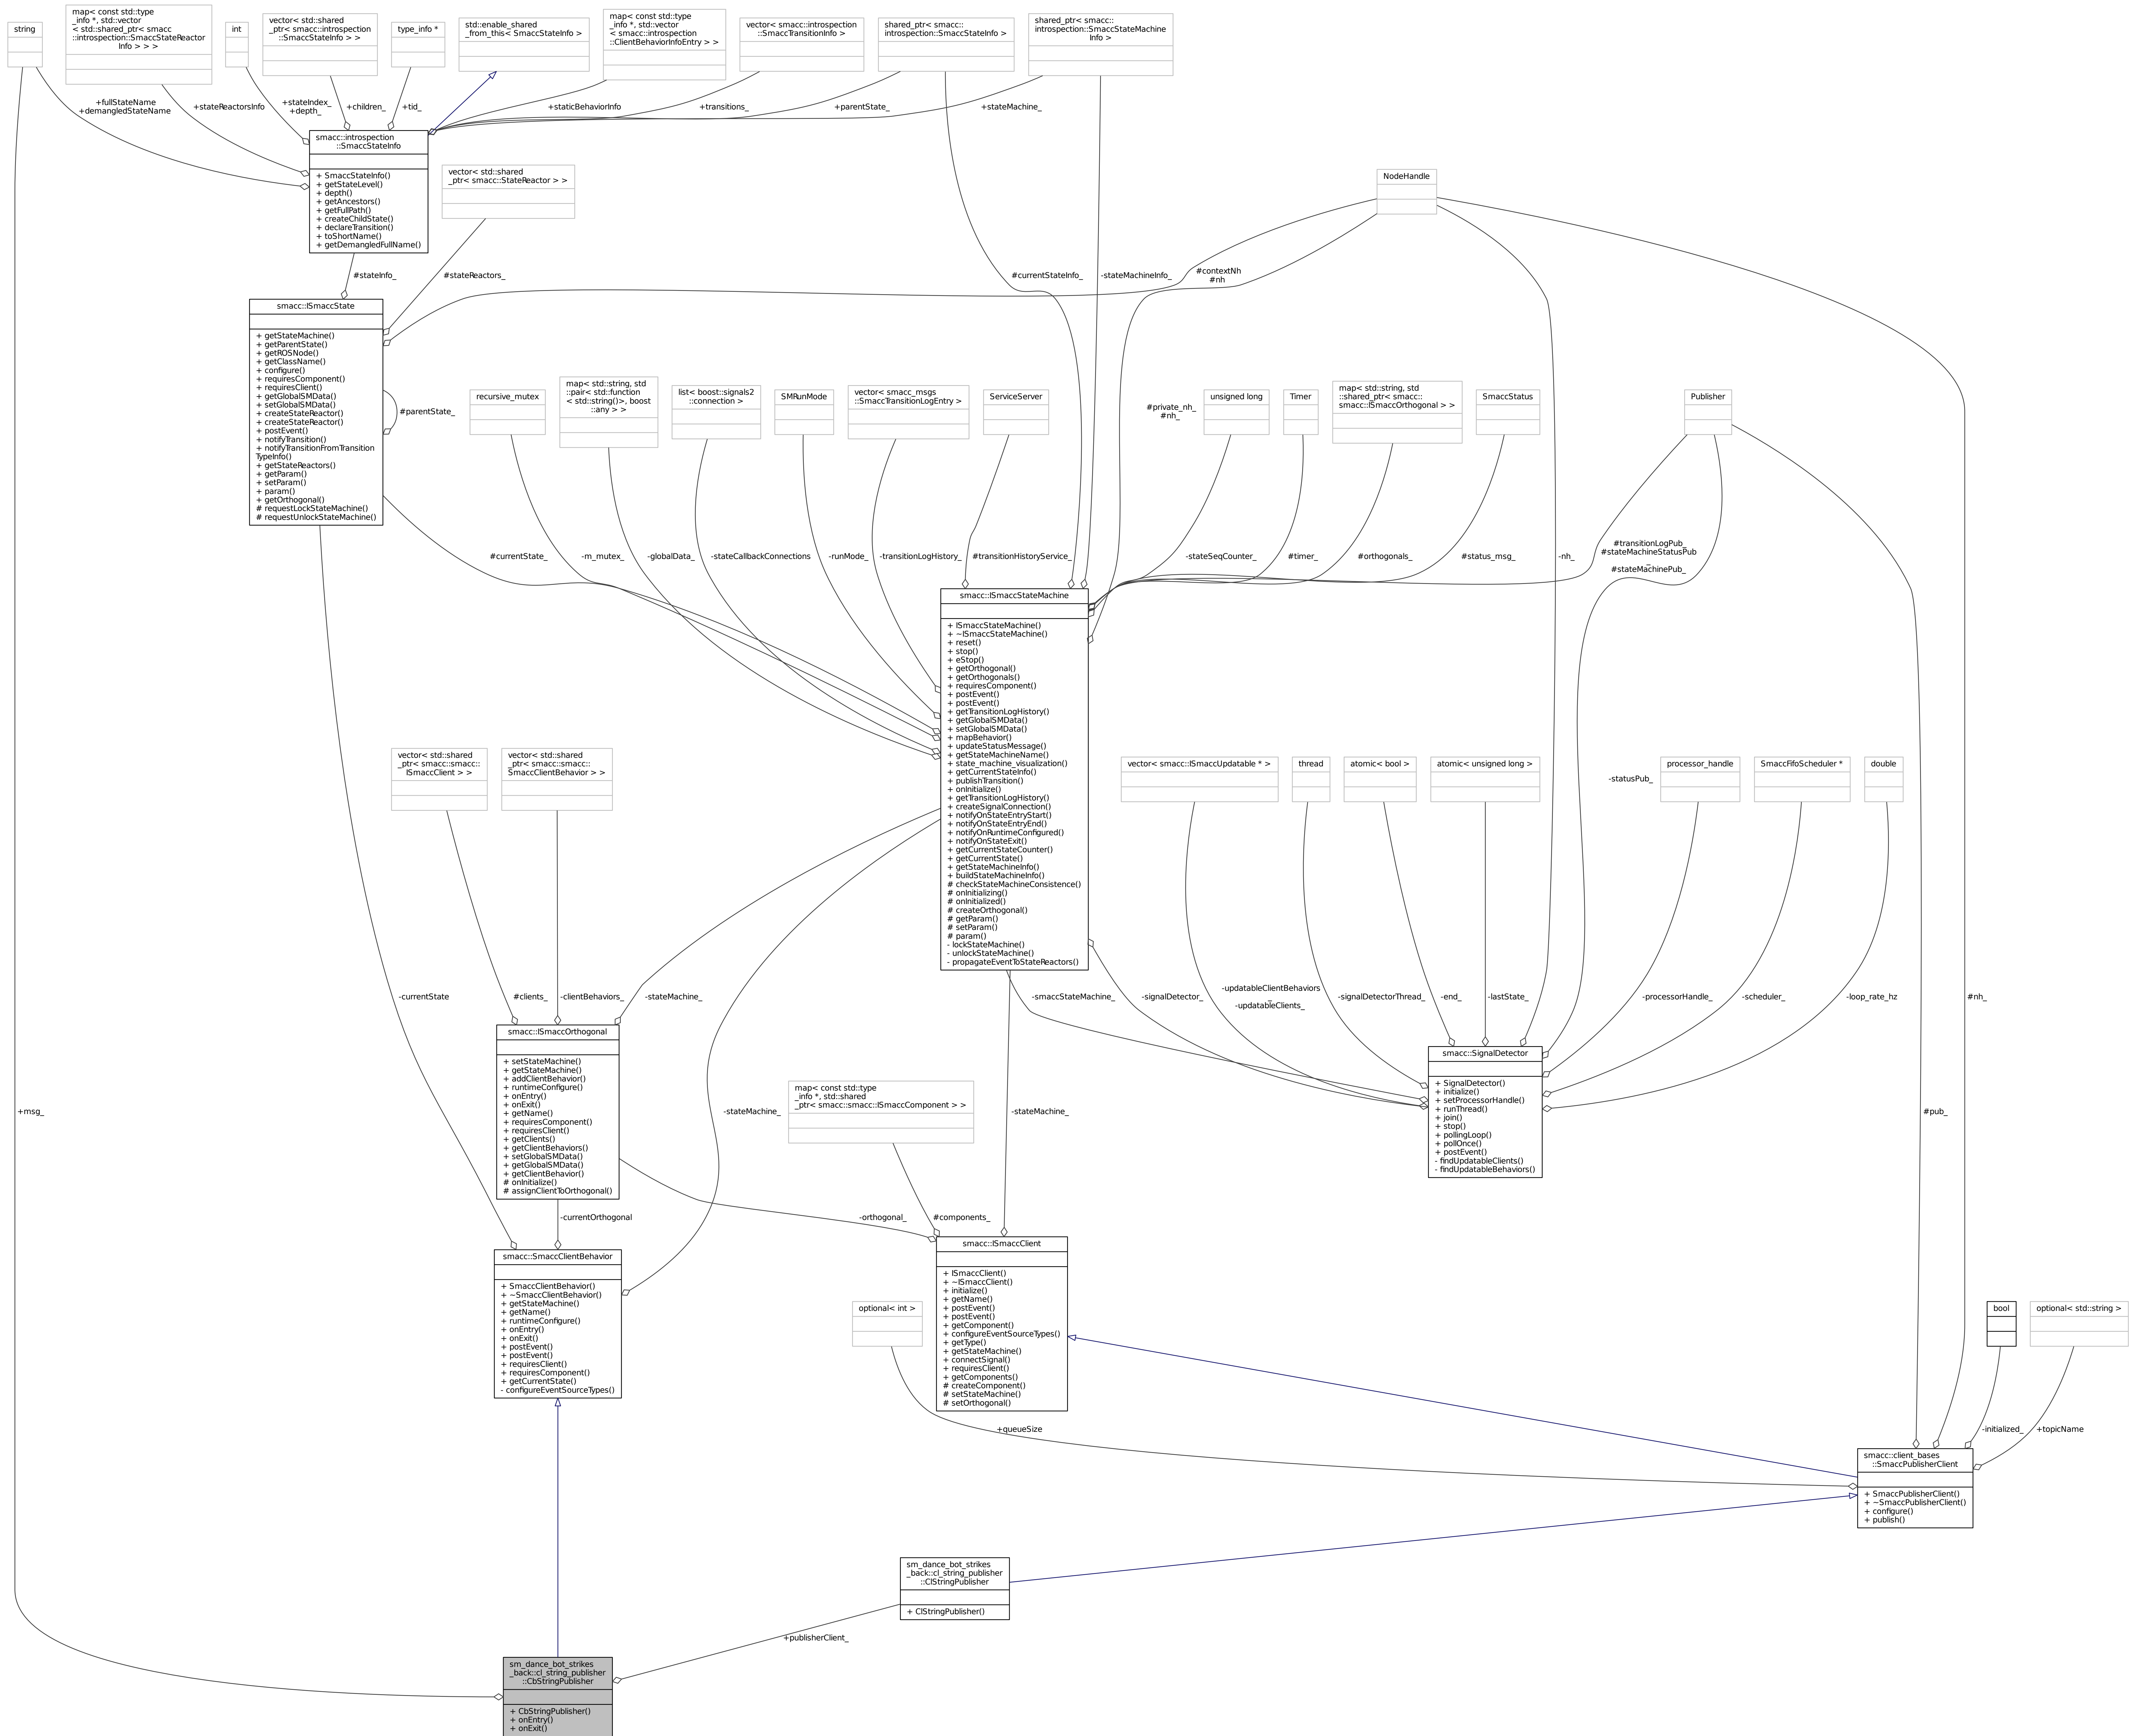 string
map< const std::type
_info *, std::vector
< std::shared_ptr< smacc
::introspection::SmaccStateReactor
Info > > >
int
vector< std::shared
_ptr< smacc::introspection
::SmaccStateInfo > >
type_info *
std::enable_shared
_from_this< SmaccStateInfo >
map< const std::type
_info *, std::vector
< smacc::introspection
::ClientBehaviorInfoEntry > >
vector< smacc::introspection
::SmaccTransitionInfo >
shared_ptr< smacc::
introspection::SmaccStateInfo >
shared_ptr< smacc::
introspection::SmaccStateMachine
Info >
+fullStateName
+demangledStateName
+stateReactorsInfo
+stateIndex_
+depth_
+children_
+tid_
+staticBehaviorInfo
+transitions_
+parentState_
+stateMachine_
smacc::introspection
::SmaccStateInfo
+ SmaccStateInfo()
+ getStateLevel()
+ depth()
+ getAncestors()
+ getFullPath()
+ createChildState()
+ declareTransition()
+ toShortName()
+ getDemangledFullName()
vector< std::shared
_ptr< smacc::StateReactor > >
NodeHandle
#stateInfo_
#stateReactors_
#currentStateInfo_
-stateMachineInfo_
#contextNh
#nh
smacc::ISmaccState
+ getStateMachine()
+ getParentState()
+ getROSNode()
+ getClassName()
+ configure()
+ requiresComponent()
+ requiresClient()
+ getGlobalSMData()
+ setGlobalSMData()
+ createStateReactor()
+ createStateReactor()
+ postEvent()
+ notifyTransition()
+ notifyTransitionFromTransition
TypeInfo()
+ getStateReactors()
+ getParam()
+ setParam()
+ param()
+ getOrthogonal()
# requestLockStateMachine()
# requestUnlockStateMachine()
#parentState_
recursive_mutex
map< std::string, std
::pair< std::function
< std::string()>, boost
::any > >
list< boost::signals2
::connection >
SMRunMode
vector< smacc_msgs
::SmaccTransitionLogEntry >
ServiceServer
#private_nh_
#nh_
unsigned long
Timer
map< std::string, std
::shared_ptr< smacc::
smacc::ISmaccOrthogonal > >
SmaccStatus
Publisher
#currentState_
-m_mutex_
-globalData_
-stateCallbackConnections
-runMode_
-transitionLogHistory_
#transitionHistoryService_
-stateSeqCounter_
#timer_
#orthogonals_
#status_msg_
-nh_
#transitionLogPub_
#stateMachineStatusPub
_
#stateMachinePub_
smacc::ISmaccStateMachine
+ ISmaccStateMachine()
+ ~ISmaccStateMachine()
+ reset()
+ stop()
+ eStop()
+ getOrthogonal()
+ getOrthogonals()
+ requiresComponent()
+ postEvent()
+ postEvent()
+ getTransitionLogHistory()
+ getGlobalSMData()
+ setGlobalSMData()
+ mapBehavior()
+ updateStatusMessage()
+ getStateMachineName()
+ state_machine_visualization()
+ getCurrentStateInfo()
+ publishTransition()
+ onInitialize()
+ getTransitionLogHistory()
+ createSignalConnection()
+ notifyOnStateEntryStart()
+ notifyOnStateEntryEnd()
+ notifyOnRuntimeConfigured()
+ notifyOnStateExit()
+ getCurrentStateCounter()
+ getCurrentState()
+ getStateMachineInfo()
+ buildStateMachineInfo()
# checkStateMachineConsistence()
# onInitializing()
# onInitialized()
# createOrthogonal()
# getParam()
# setParam()
# param()
- lockStateMachine()
- unlockStateMachine()
- propagateEventToStateReactors()
vector< std::shared
_ptr< smacc::smacc::
ISmaccClient > >
vector< std::shared
_ptr< smacc::smacc::
SmaccClientBehavior > >
vector< smacc::ISmaccUpdatable * >
thread
atomic< bool >
atomic< unsigned long >
-statusPub_
processor_handle
SmaccFifoScheduler *
double
-currentState
#clients_
-clientBehaviors_
-stateMachine_
-smaccStateMachine_
-signalDetector_
-updatableClientBehaviors
_
-updatableClients_
-signalDetectorThread_
-end_
-lastState_
-processorHandle_
-scheduler_
-loop_rate_hz
#nh_
smacc::ISmaccOrthogonal
+ setStateMachine()
+ getStateMachine()
+ addClientBehavior()
+ runtimeConfigure()
+ onEntry()
+ onExit()
+ getName()
+ requiresComponent()
+ requiresClient()
+ getClients()
+ getClientBehaviors()
+ setGlobalSMData()
+ getGlobalSMData()
+ getClientBehavior()
# onInitialize()
# assignClientToOrthogonal()
smacc::SignalDetector
+ SignalDetector()
+ initialize()
+ setProcessorHandle()
+ runThread()
+ join()
+ stop()
+ pollingLoop()
+ pollOnce()
+ postEvent()
- findUpdatableClients()
- findUpdatableBehaviors()
+msg_
-stateMachine_
map< const std::type
_info *, std::shared
_ptr< smacc::smacc::ISmaccComponent > >
-stateMachine_
#pub_
-currentOrthogonal
-orthogonal_
#components_
smacc::SmaccClientBehavior
+ SmaccClientBehavior()
+ ~SmaccClientBehavior()
+ getStateMachine()
+ getName()
+ runtimeConfigure()
+ onEntry()
+ onExit()
+ postEvent()
+ postEvent()
+ requiresClient()
+ requiresComponent()
+ getCurrentState()
- configureEventSourceTypes()
optional< int >
smacc::ISmaccClient
+ ISmaccClient()
+ ~ISmaccClient()
+ initialize()
+ getName()
+ postEvent()
+ postEvent()
+ getComponent()
+ configureEventSourceTypes()
+ getType()
+ getStateMachine()
+ connectSignal()
+ requiresClient()
+ getComponents()
# createComponent()
# setStateMachine()
# setOrthogonal()
bool
optional< std::string >
+queueSize
-initialized_
+topicName
smacc::client_bases
::SmaccPublisherClient
+ SmaccPublisherClient()
+ ~SmaccPublisherClient()
+ configure()
+ publish()
sm_dance_bot_strikes
_back::cl_string_publisher
::ClStringPublisher
+ ClStringPublisher()
+publisherClient_
sm_dance_bot_strikes
_back::cl_string_publisher
::CbStringPublisher
+ CbStringPublisher()
+ onEntry()
+ onExit()